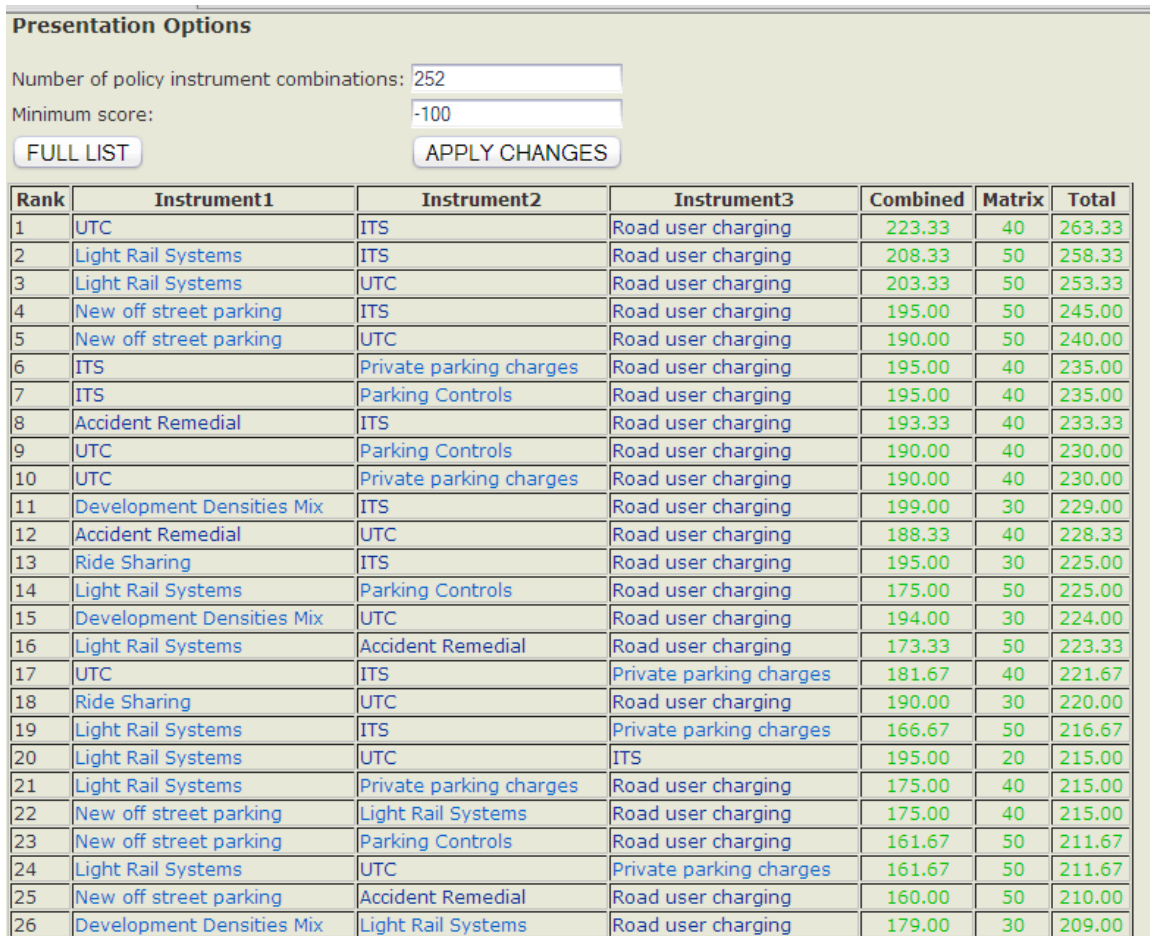 Presentation Options
Number of policy instrument combinations: 252
Minimum score: -100
FULL LIST APPLY CHANGES
Rank Instrument1 Instrument2 Instrument3 Combined Matrix Total
1 UTC ITS Road user charging 223.33 40 263.33
2 Light Rail Systems ITS Road user charging 208.33 50 258.33
3 Light Rail Systems UTC Road user charging 203.33 50 253.33
4 New off street parking ITS Road user charging 195.00 50 245.00
5 New off street parking UTC Road user charging 190.00 50 240.00
6 ITS Private parking charges Road user charging 195.00 40 235.00
7 ITS Parking Controls Road user charging 195.00 40 235.00
8 Accident Remedial ITS Road user charging 193.33 40 233.33
9 UTC Parking Controls Road user charging 190.00 40 230.00
10 UTC Private parking charges Road user charging 190.00 40 230.00
11 Development Densities Mix ITS Road user charging 199.00 30 229.00
12 Accident Remedial UTC Road user charging 188.33 40 228.33
13 Ride Sharing ITS Road user charging 195.00 30 225.00
14 Light Rail Systems Parking Controls Road user charging 175.00 50 225.00
15 Development Densities Mix UTC Road user charging 194.00 30 224.00
16 Light Rail Systems Accident Remedial Road user charging 173.33 50 223.33
17 UTC ITS Private parking charges 181.67 40 221.67
18 Ride Sharing UTC Road user charging 190.00 30 220.00
19 Light Rail Systems ITS Private parking charges 166.67 50 216.67
20 Light Rail Systems UTC ITS 195.00 20 215.00
21 Light Rail Systems Private parking charges Road user charging 175.00 40 215.00
22 New off street parking Light Rail Systems Road user charging 175.00 40 215.00
23 New off street parking Parking Controls Road user charging 161.67 50 211.67
24 Light Rail Systems UTC Private parking charges 161.67 50 211.67
25 New off street parking Accident Remedial Road user charging 160.00 50 210.00
26 Development Densities Mix Light Rail Systems Road user charging 179.00 30 209.00